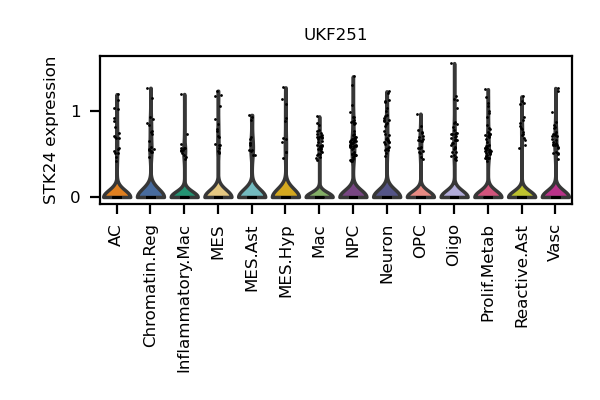 UKF251
STK24 expression
1
0
AC
Chromatin.Reg
Inflammatory.Mac
MES
MES.Ast
MES.Hyp
Mac
NPC
Neuron
OPC
Oligo
Prolif.Metab
Reactive.Ast
Vasc